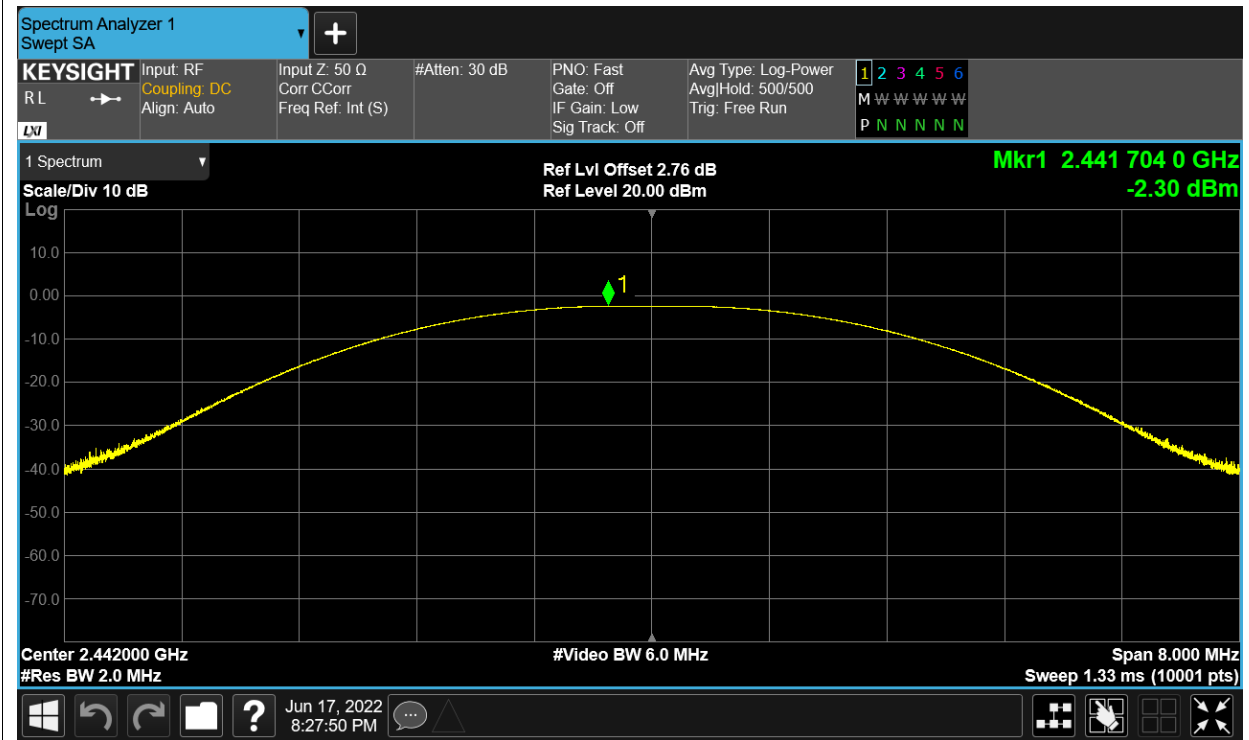 Spectrum Analyzer 1
Swept SA
KEYSIGHT
R L
LXI
Input: RF
Coupling: DC
Align: Auto
Input Z: 50 Ω
Corr CCorr
Freq Ref: Int (S)
#Atten: 30 dB
PNO: Fast
Gate: Off
IF Gain: Low
Sig Track: Off
Avg Type: Log-Power
Avg|Hold: 500/500
Trig: Free Run
1 2 3 4 5 6
M W W W W W
P N N N N N
1 Spectrum
Scale/Div 10 dB
Ref Lvl Offset 2.76 dB
Ref Level 20.00 dBm
Mkr1 2.441 704 0 GHz
-2.30 dBm
Log
10.0
0.00
-10.0
-20.0
-30.0
-40.0
-50.0
-60.0
-70.0
1
Center 2.442000 GHz
#Res BW 2.0 MHz
#Video BW 6.0 MHz
Span 8.000 MHz
Sweep 1.33 ms (10001 pts)
?
Jun 17, 2022
8:27:50 PM